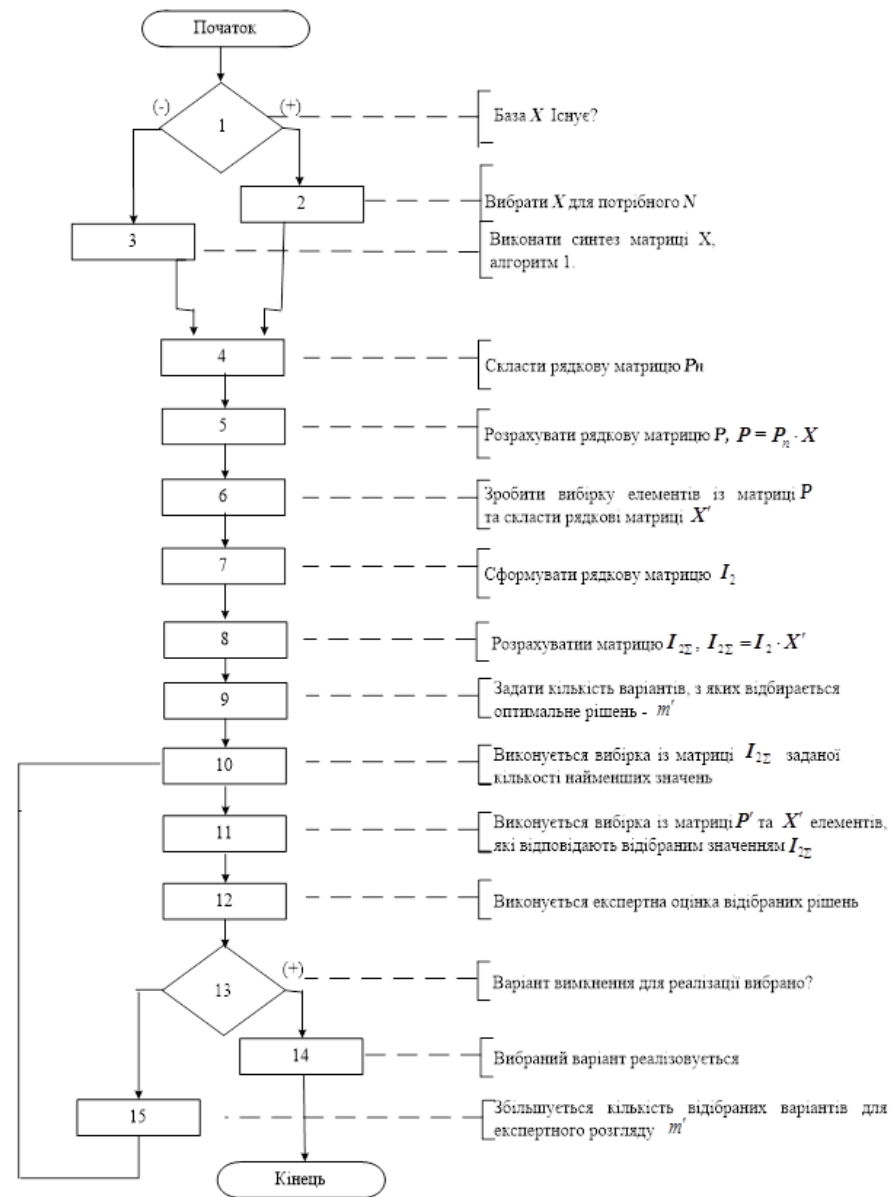 Початок
(-)
(+)
1
База X Існує?
2
Вибрати X для потрібного N
3
Виконати синтез матриці X,
алгоритм 1.
4
Скласти рядкову матрицю Pн
5
Розрахувати рядкову матрицю P, P = Pn · X
6
Зробити вибірку елементів із матриці P
та скласти рядкові матриці X′
7
Сформувати рядкову матрицю I2
8
Розрахуватии матрицю I2Σ, I2Σ = I2 · X′
9
Задати кількість варіантів, з яких відбирається
оптимальне рішень - m′
10
Виконується вибірка із матриці I2Σ заданої
кількості найменших значень
11
Виконується вибірка із матриці P′ та X′ елементів,
які відповідають відібраним значенням I2Σ
12
Виконується експертна оцінка відібраних рішень
(+)
13
Варіант вимкнення для реалізації вибрано?
14
Вибраний варіант реалізовується
15
Збільшується кількість відібраних варіантів для
експертного розгляду m′
Кінець